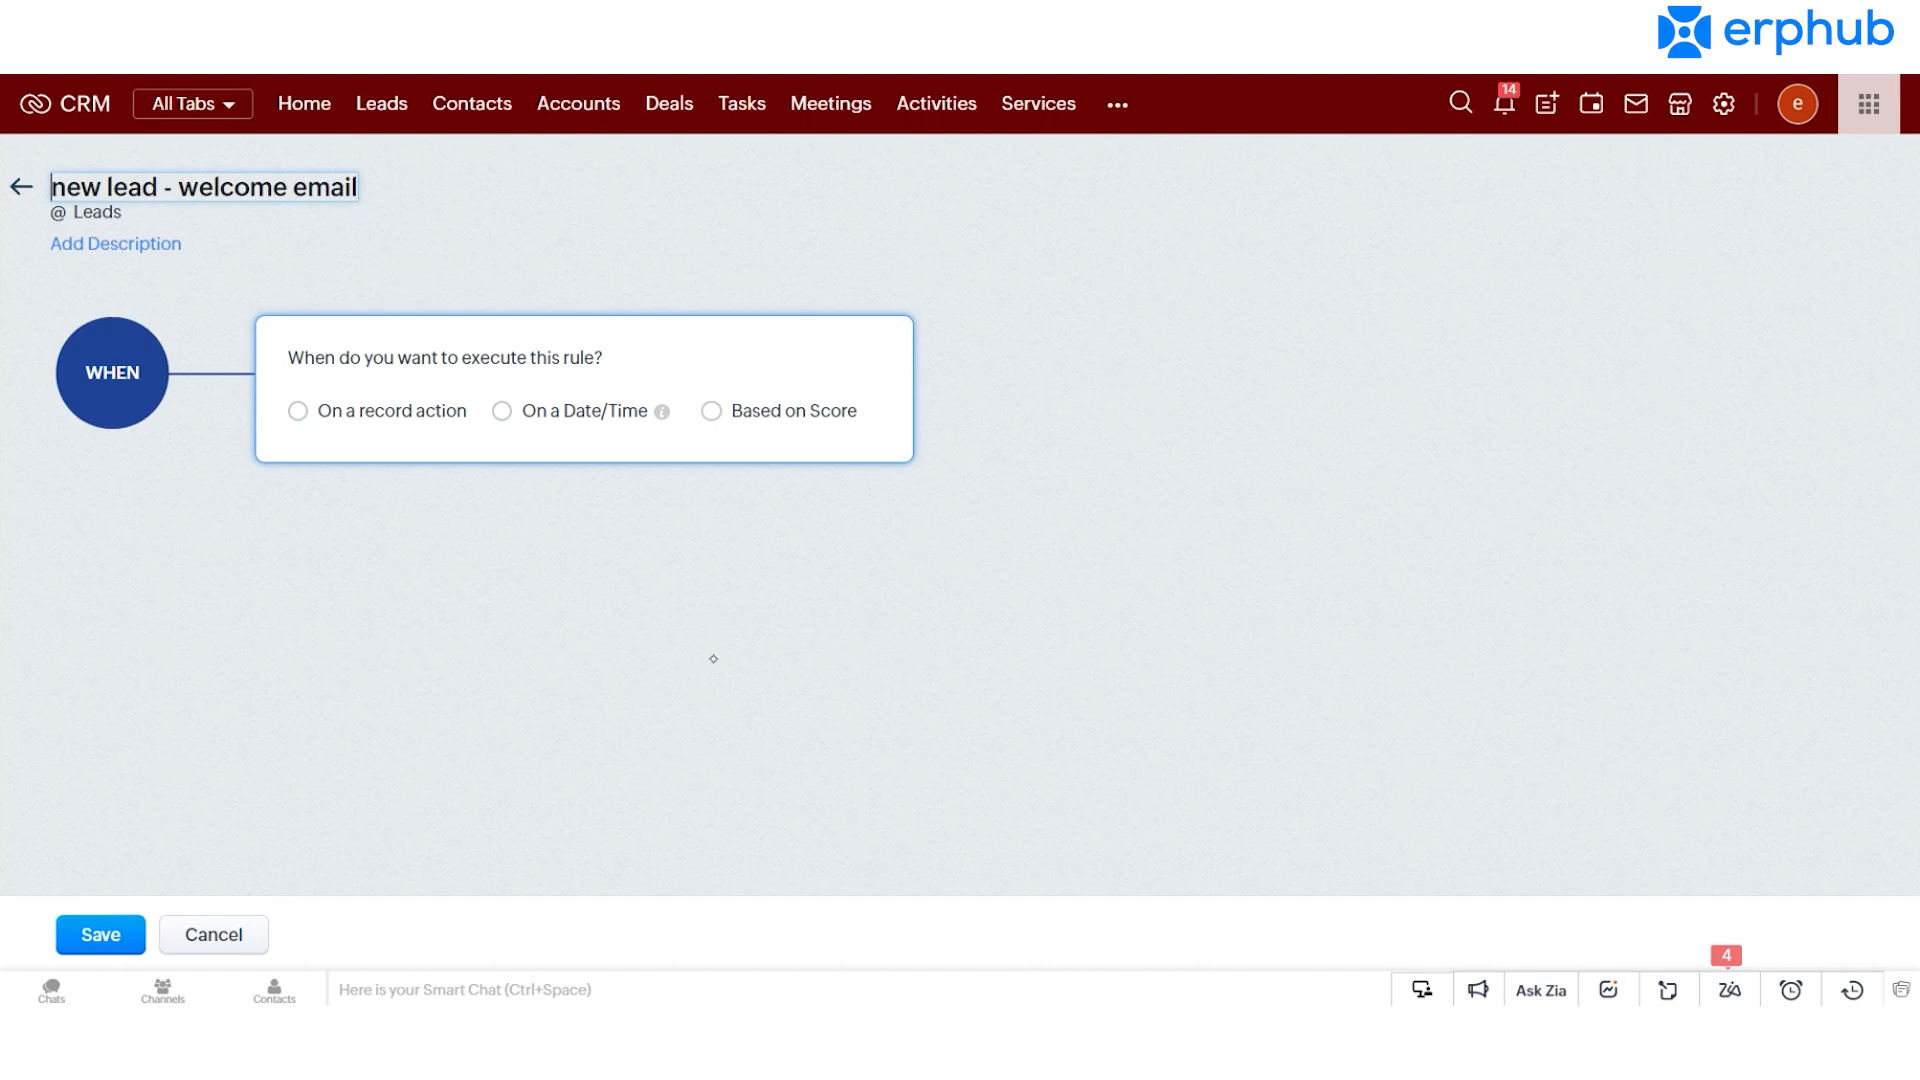 erphub
CRM All Tabs Home Leads Contacts Accounts Deals Tasks Meetings Activities Services ••• 14 e
new lead - welcome email
@ Leads
Add Description
WHEN
When do you want to execute this rule?
On a record action On a Date/Time i Based on Score
Save Cancel
4
Chats Channels Contacts Here is your Smart Chat (Ctrl+Space) Ask Zia